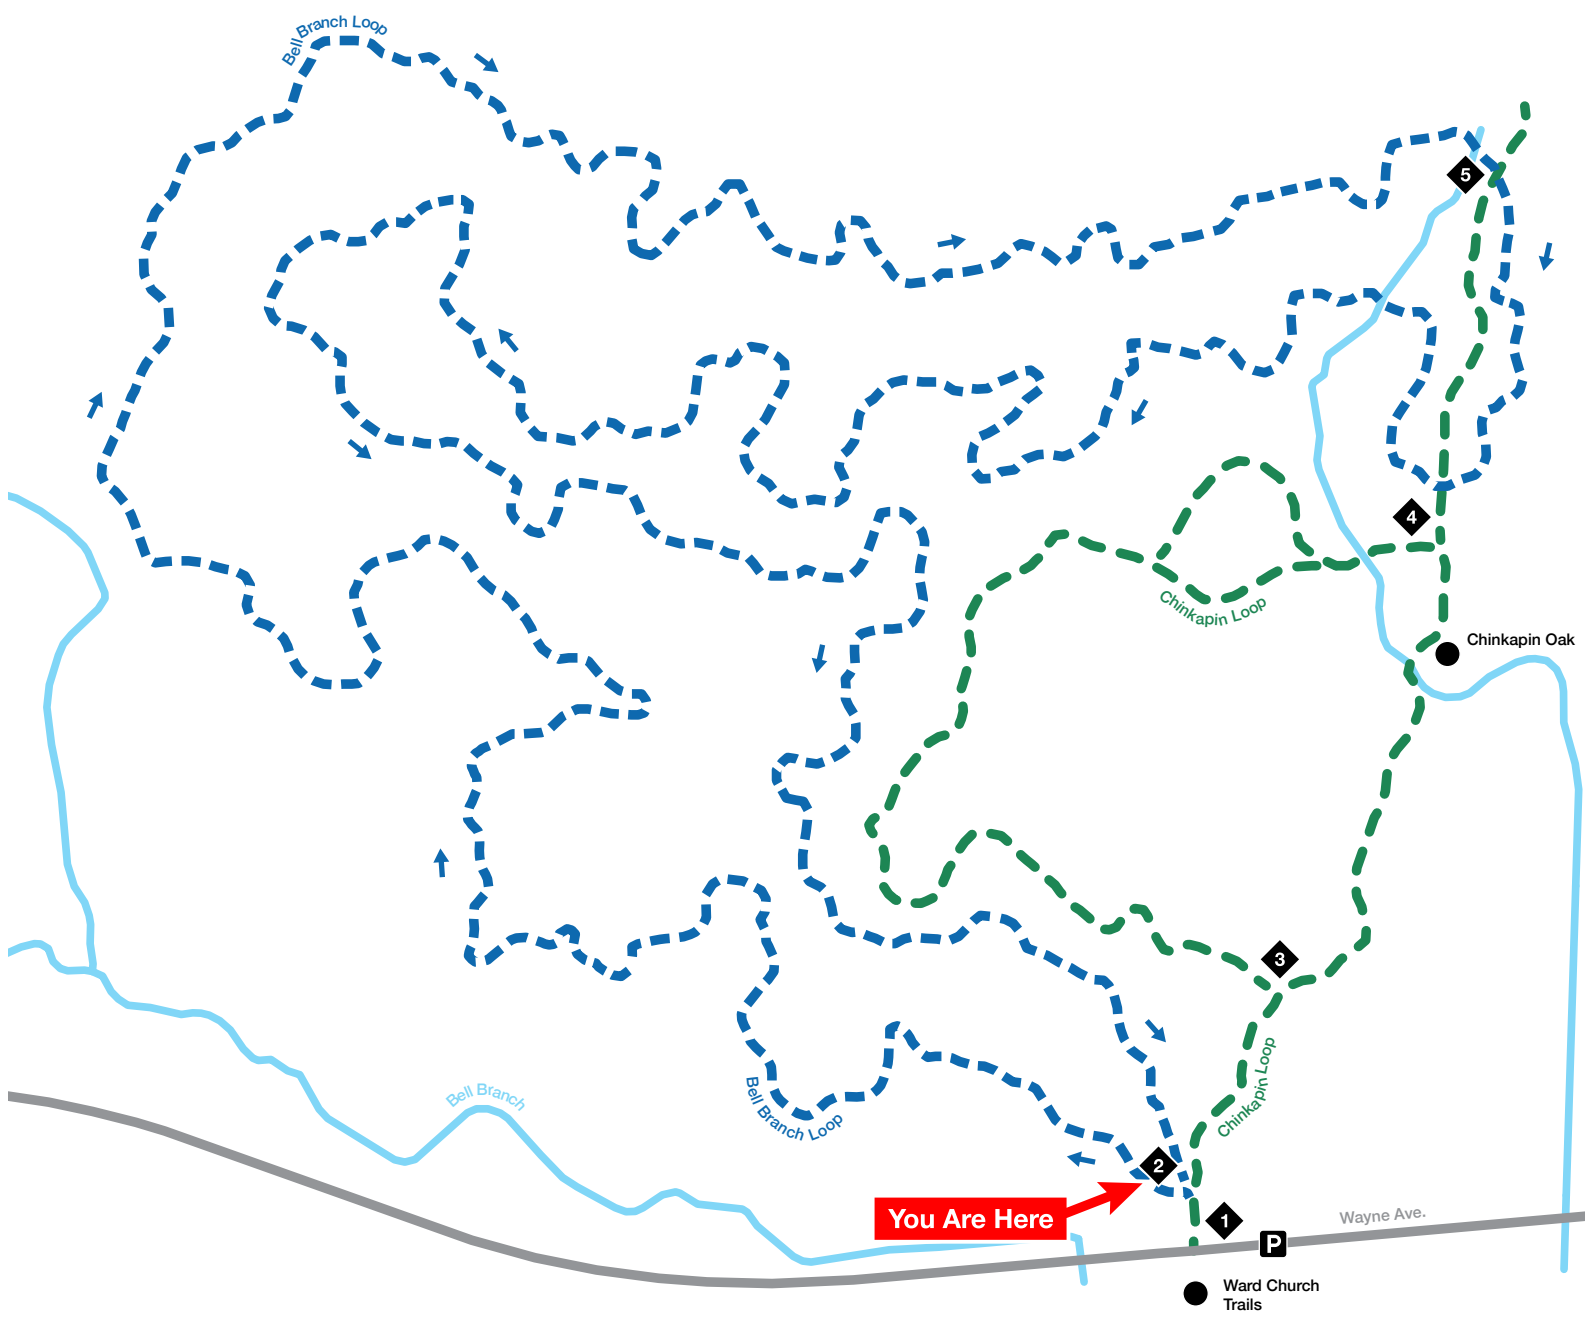 Bell Branch Loop
5
4
Chinkapin Loop
Chinkapin Oak
3
Chinkapin Loop
Bell Branch Loop
Bell Branch
2
You Are Here
1
Wayne Ave.
P
Ward Church
Trails